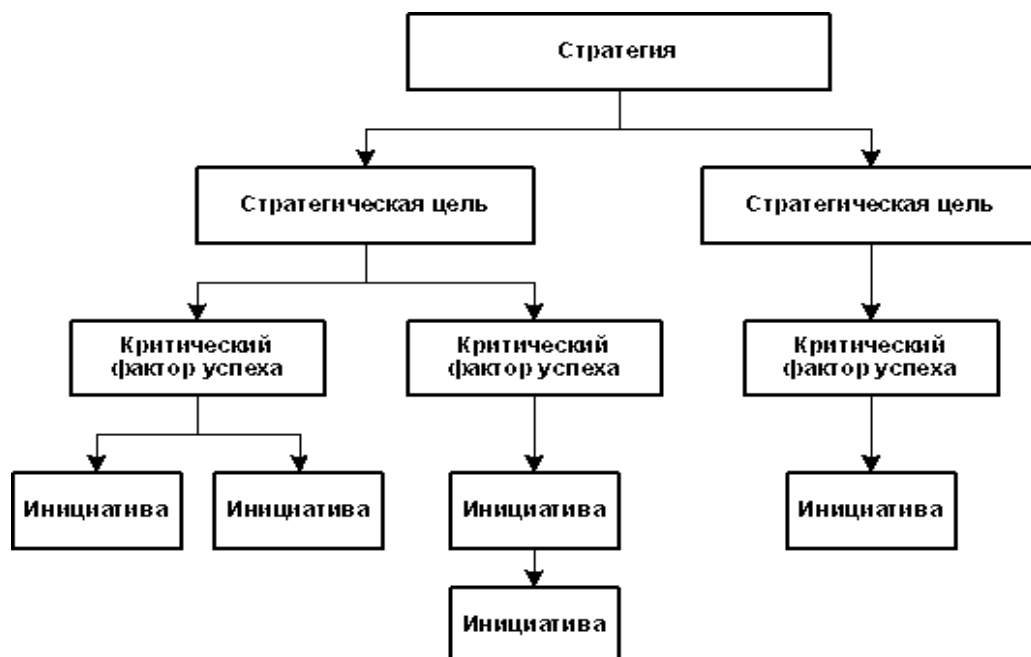 Стратегия
Стратегическая цель
Стратегическая цель
Критический
фактор успеха
Критический
фактор успеха
Критический
фактор успеха
Инициатива
Инициатива
Инициатива
Инициатива
Инициатива